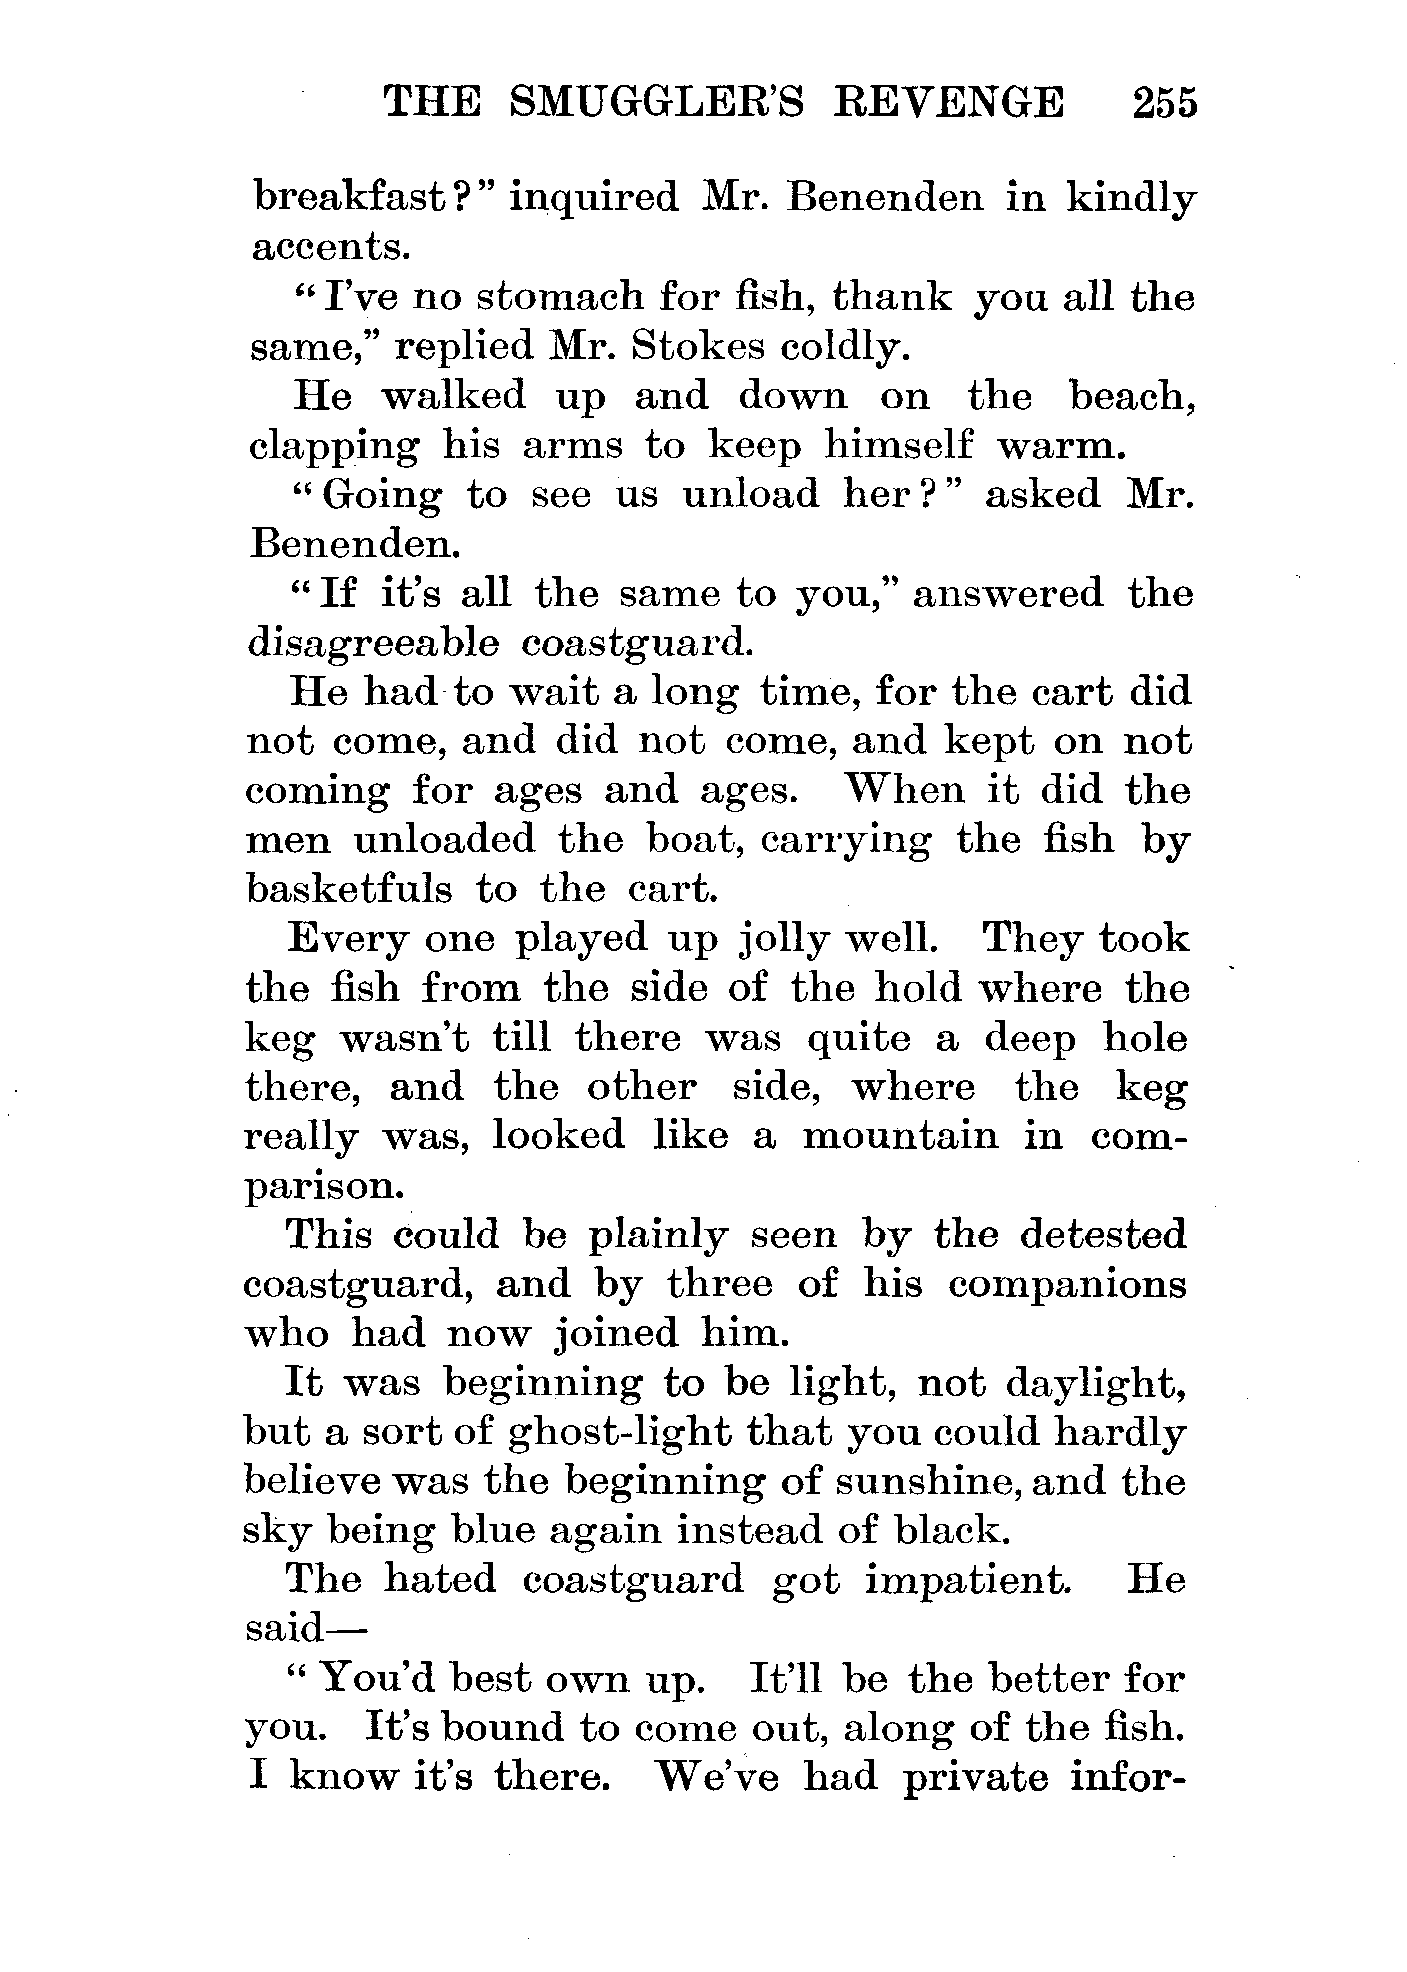 THE SMUGGLER'S REVENGE 255
breakfast?" inquired Mr. Benenden in kindly
accents.
"I've no stomach for fish, thank you all the
same," replied Mr. Stokes coldly.
He walked up and down on the beach,
clapping his arms to keep himself warm.
"Going to see us unload her?" asked Mr.
Benenden.
"If it's all the same to you," answered the
disagreeable coastguard.
He had to wait a long time, for the cart did
not come, and did not come, and kept on not
coming for ages and ages. When it did the
men unloaded the boat, carrying the fish by
basketfuls to the cart.
Every one played up jolly well. They took
the fish from the side of the hold where the
keg wasn't till there was quite a deep hole
there, and the other side, where the keg
really was, looked like a mountain in com-
parison.
This could be plainly seen by the detested
coastguard, and by three of his companions
who had now joined him.
It was beginning to be light, not daylight,
but a sort of ghost-light that you could hardly
believe was the beginning of sunshine, and the
sky being blue again instead of black.
The hated coastguard got impatient. He
said—
"You'd best own up. It'll be the better for
you. It's bound to come out, along of the fish.
I know it's there. We've had private infor-